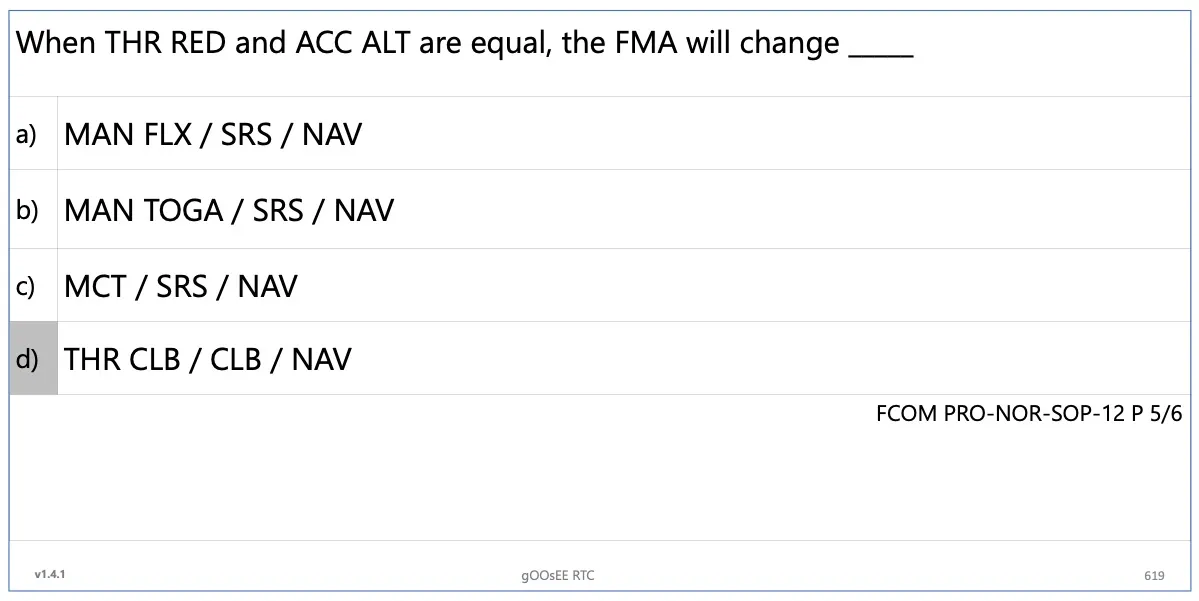 When THR RED and ACC ALT are equal, the FMA will change _____
a) MAN FLX / SRS / NAV
b) MAN TOGA / SRS / NAV
c) MCT / SRS / NAV
d) THR CLB / CLB / NAV
FCOM PRO-NOR-SOP-12 P 5/6
v1.4.1 gOOsEE RTC 619